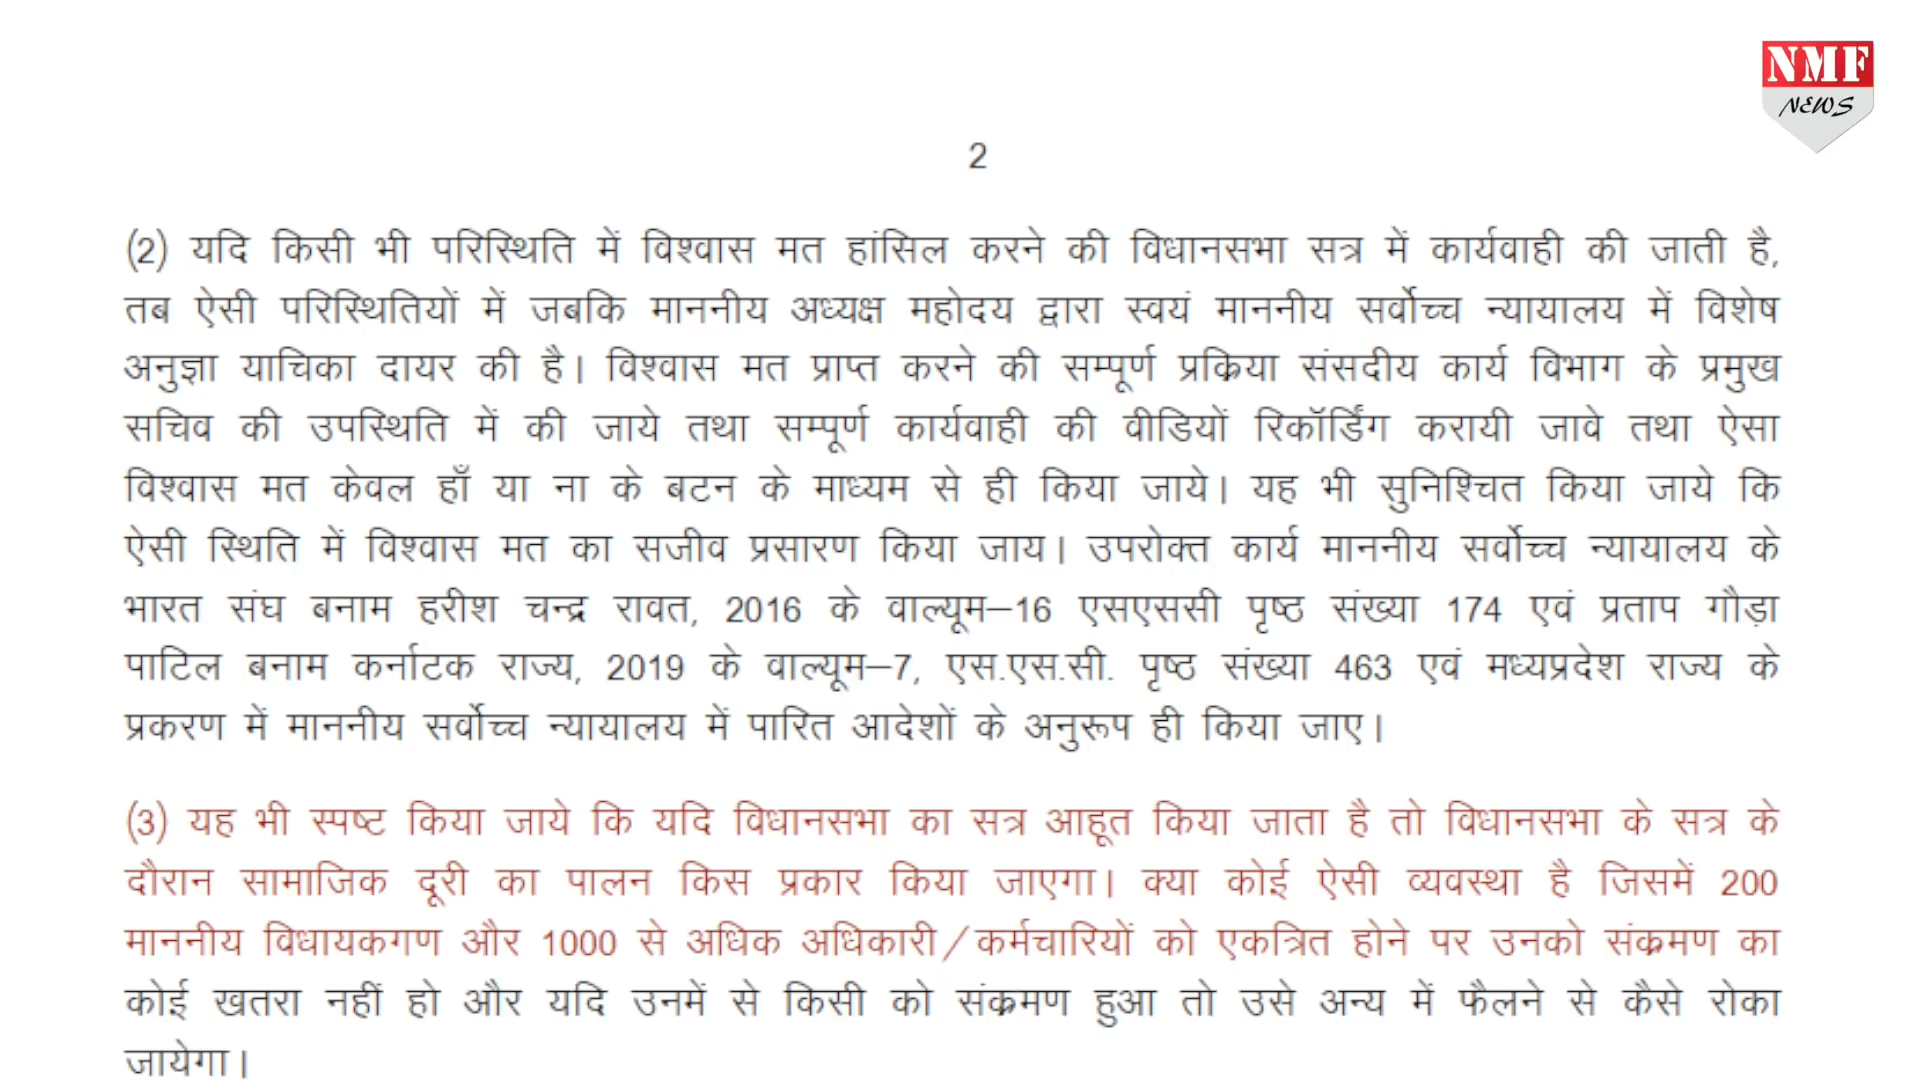 NMF
NEWS
2
(2) यदि किसी भी परिस्थिति में विश्वास मत हांसिल करने की विधानसभा सत्र में कार्यवाही की जाती है,
तब ऐसी परिस्थितियों में जबकि माननीय अध्यक्ष महोदय द्वारा स्वयं माननीय सर्वोच्च न्यायालय में विशेष
अनुज्ञा याचिका दायर की है। विश्वास मत प्राप्त करने की सम्पूर्ण प्रक्रिया संसदीय कार्य विभाग के प्रमुख
सचिव की उपस्थिति में की जाये तथा सम्पूर्ण कार्यवाही की वीडियों रिकॉर्डिंग करायी जावे तथा ऐसा
विश्वास मत केवल हाँ या ना के बटन के माध्यम से ही किया जाये। यह भी सुनिश्चित किया जाये कि
ऐसी स्थिति में विश्वास मत का सजीव प्रसारण किया जाय। उपरोक्त कार्य माननीय सर्वोच्च न्यायालय के
भारत संघ बनाम हरीश चन्द्र रावत, 2016 के वाल्यूम–16 एसएससी पृष्ठ संख्या 174 एवं प्रताप गौड़ा
पाटिल बनाम कर्नाटक राज्य, 2019 के वाल्यूम–7, एस.एस.सी. पृष्ठ संख्या 463 एवं मध्यप्रदेश राज्य के
प्रकरण में माननीय सर्वोच्च न्यायालय में पारित आदेशों के अनुरूप ही किया जाए।
(3) यह भी स्पष्ट किया जाये कि यदि विधानसभा का सत्र आहूत किया जाता है तो विधानसभा के सत्र के
दौरान सामाजिक दूरी का पालन किस प्रकार किया जाएगा। क्या कोई ऐसी व्यवस्था है जिसमें 200
माननीय विधायकगण और 1000 से अधिक अधिकारी/कर्मचारियों को एकत्रित होने पर उनको संक्रमण का
कोई खतरा नहीं हो और यदि उनमें से किसी को संक्रमण हुआ तो उसे अन्य में फैलने से कैसे रोका
जायेगा।